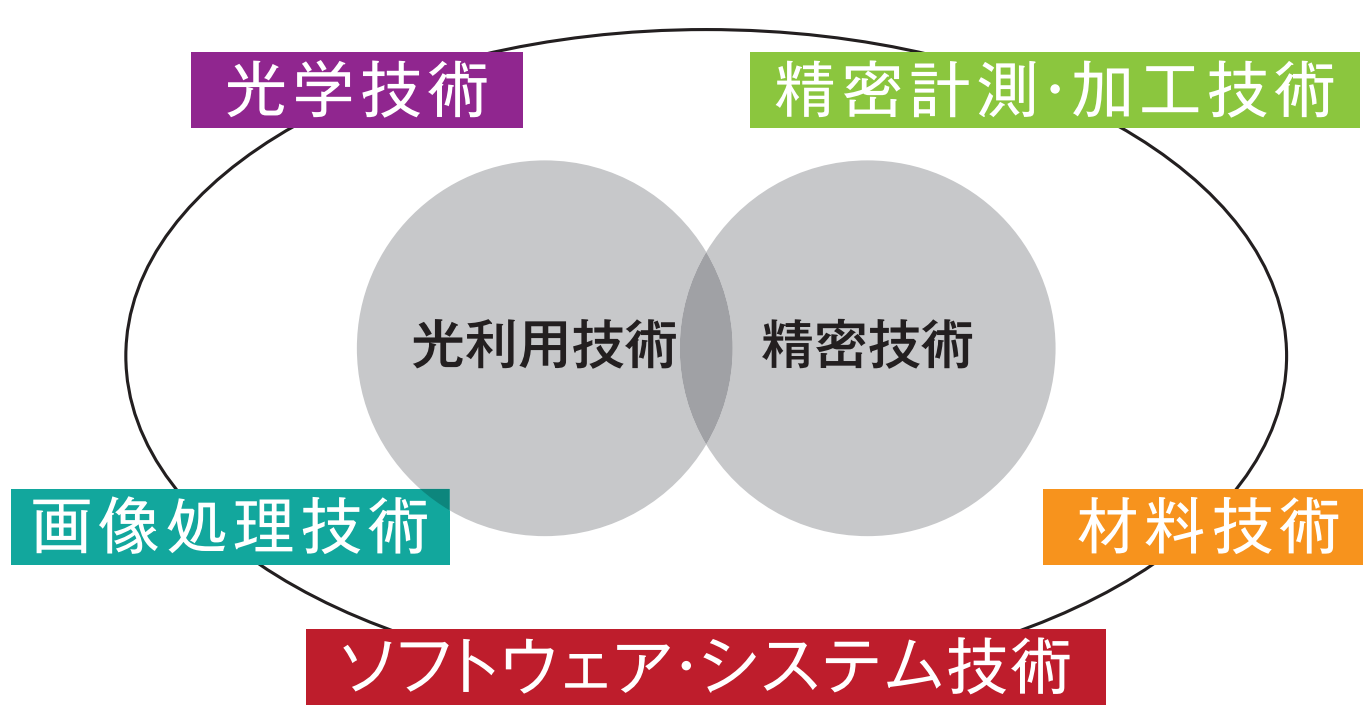 光学技術
精密計測・加工技術
光利用技術
精密技術
画像処理技術
材料技術
ソフトウェア・システム技術